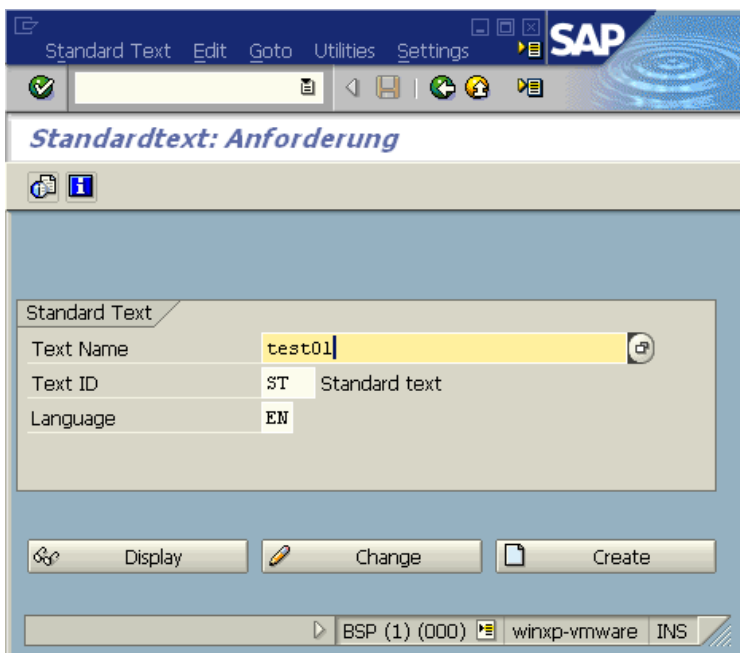 Standard Text Edit Goto Utilities Settings
SAP
Standardtext: Anforderung
Standard Text
Text Name test01
Text ID ST Standard text
Language EN
Display Change Create
BSP (1) (000) winxp-vmware INS